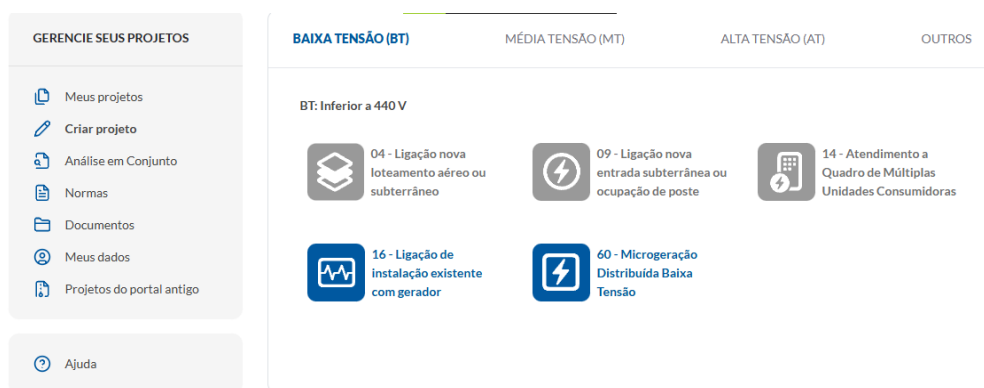 GERENCIE SEUS PROJETOS
Meus projetos
Criar projeto
Análise em Conjunto
Normas
Documentos
Meus dados
Projetos do portal antigo
Ajuda
BAIXA TENSÃO (BT)
MÉDIA TENSÃO (MT)
ALTA TENSÃO (AT)
OUTROS
BT: Inferior a 440 V
04 - Ligação nova
loteamento aéreo ou
subterrâneo
09 - Ligação nova
entrada subterrânea ou
ocupação de poste
14 - Atendimento a
Quadro de Múltiplas
Unidades Consumidoras
16 - Ligação de
instalação existente
com gerador
60 - Microgeração
Distribuída Baixa
Tensão